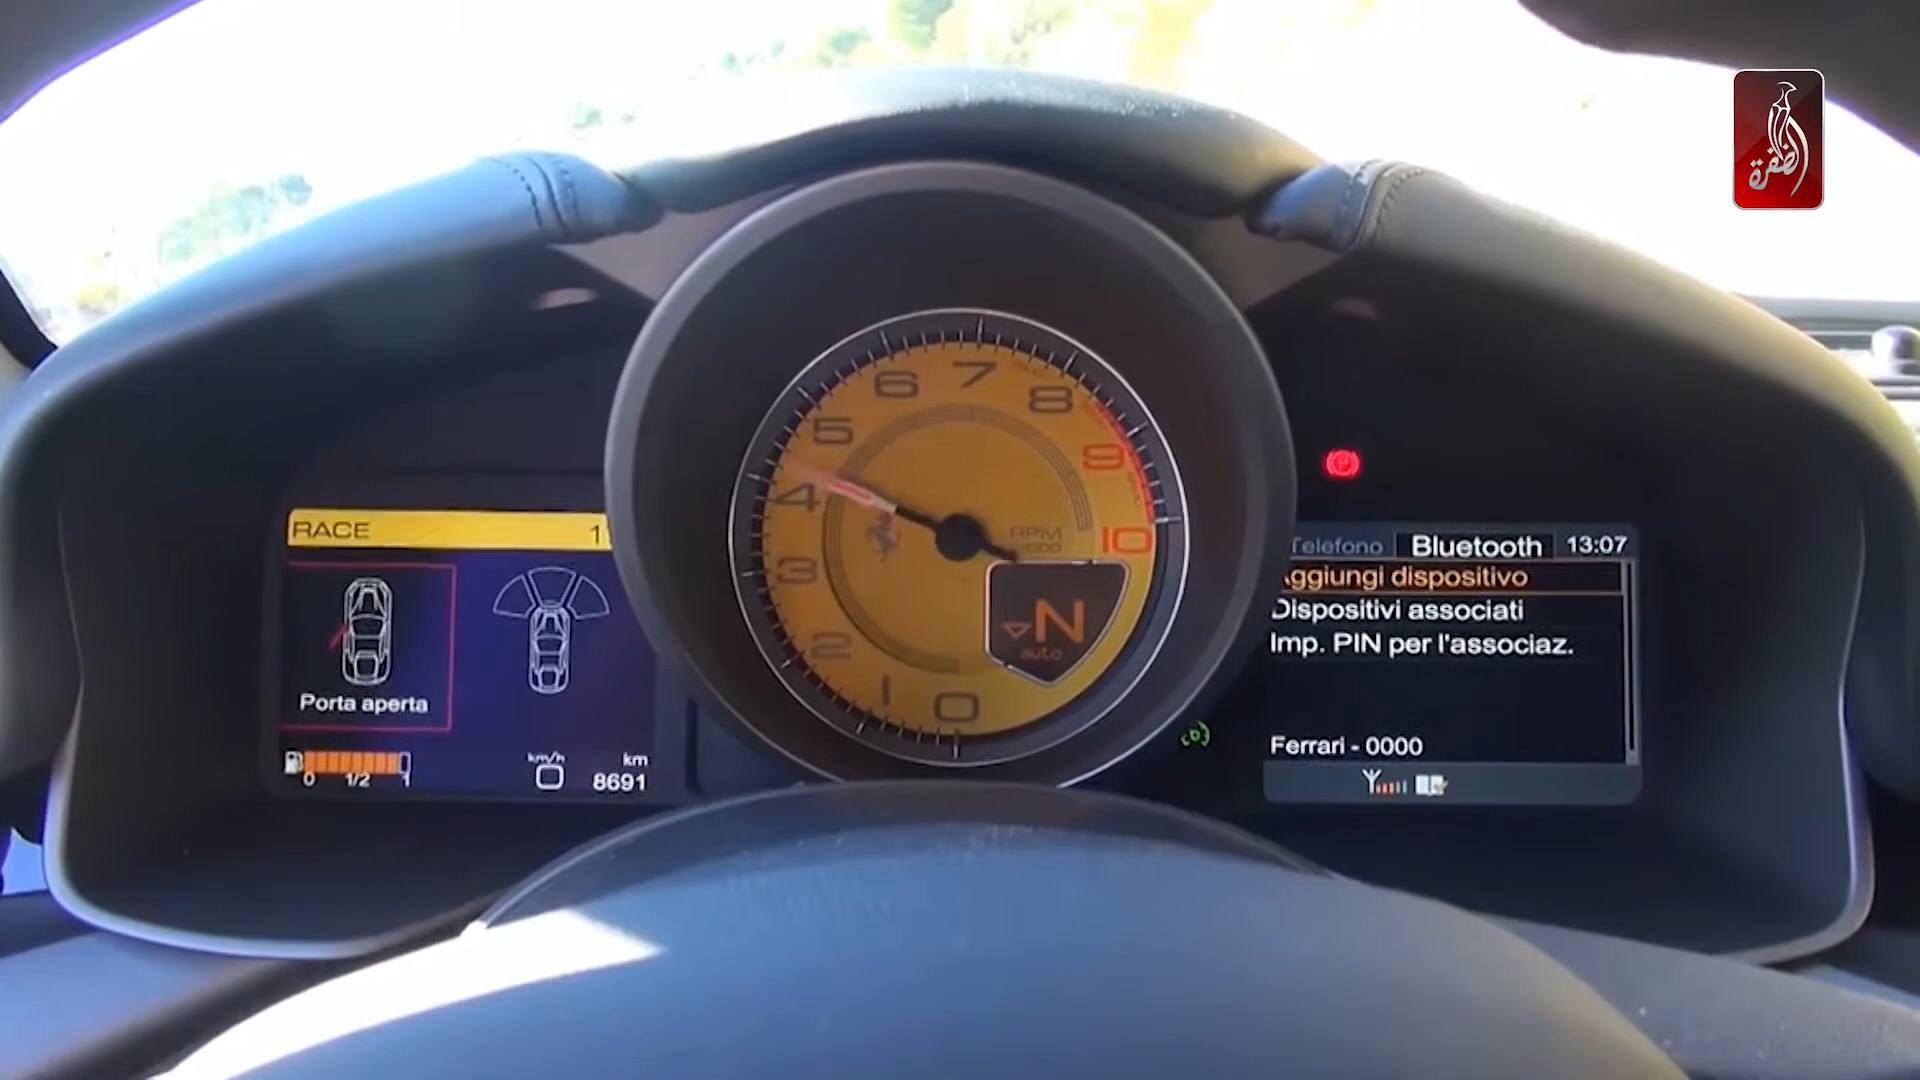 الظفرة
RACE
Porta aperta
0 1/2 1
km/h
km
8691
0 1 2 3 4 5 6 7 8 9 10
RPM
N
auto
Telefono Bluetooth 13:07
ggiungi dispositivo
Dispositivi associati
Imp. PIN per l'associaz.
Ferrari - 0000